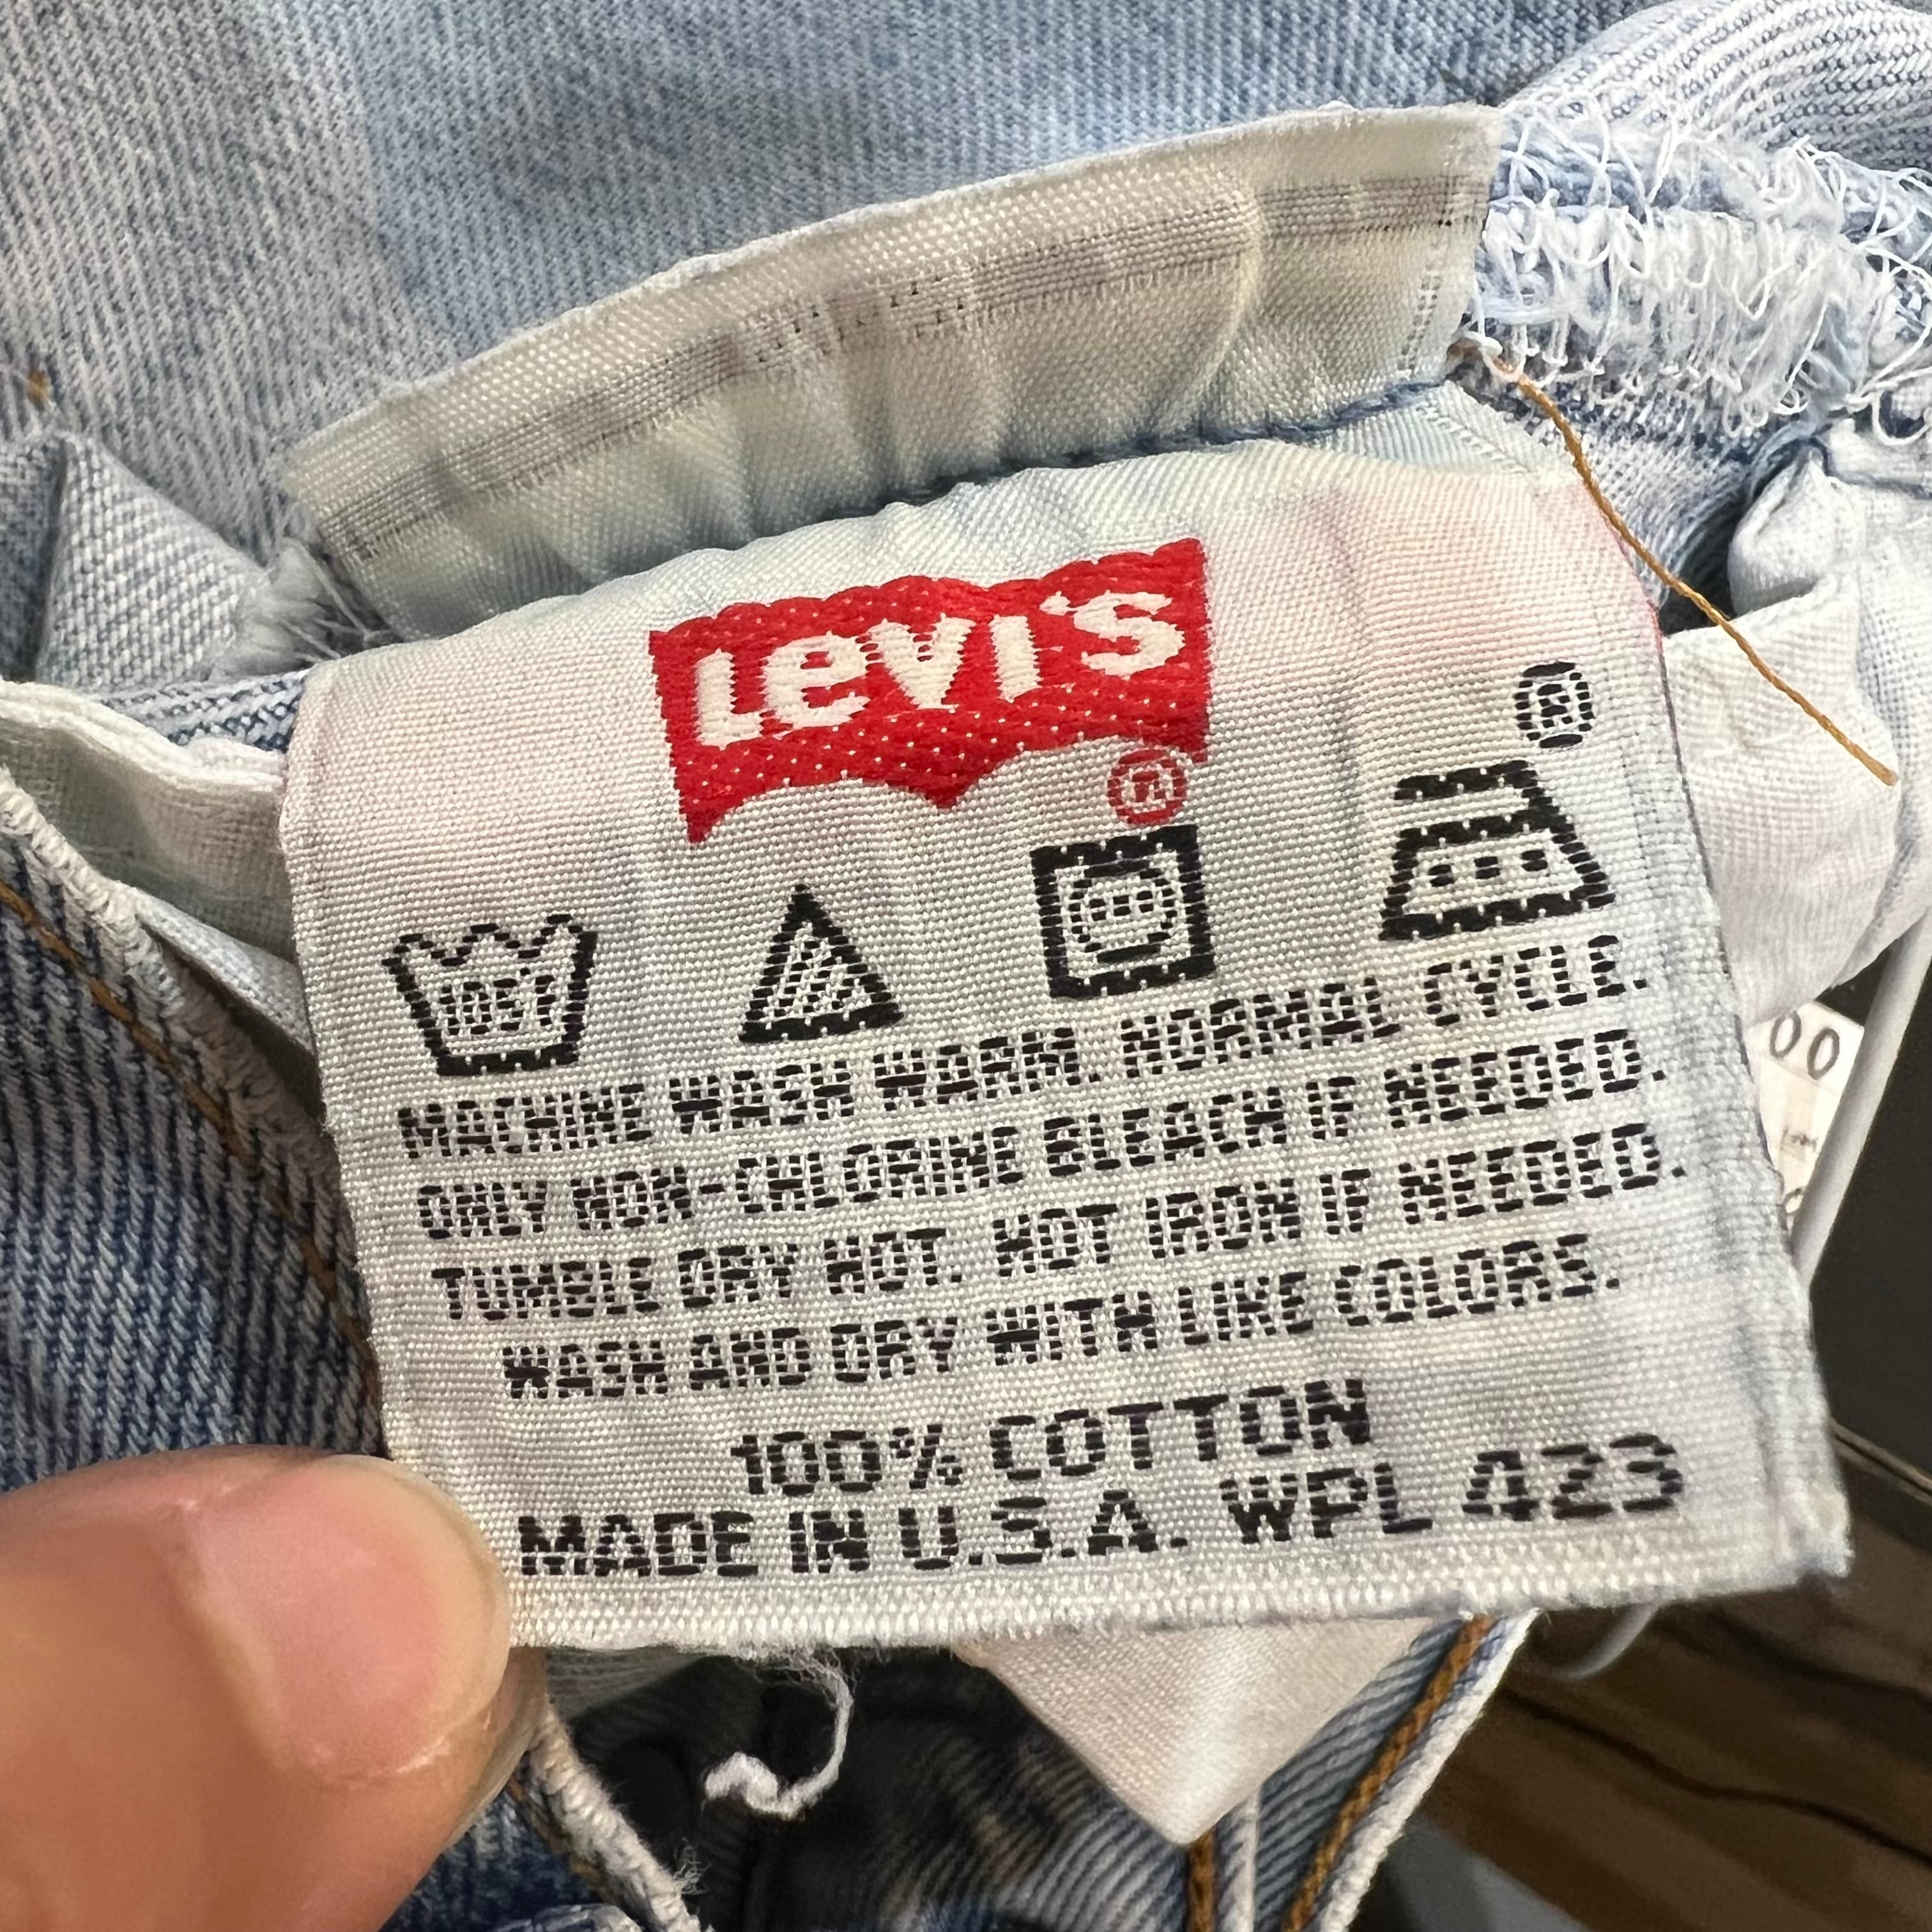 Levi's
®
®
105°F
MACHINE WASH WARM. NORMAL CYCLE.
ONLY NON-CHLORINE BLEACH IF NEEDED.
TUMBLE DRY HOT. HOT IRON IF NEEDED.
WASH AND DRY WITH LIKE COLORS.
100% COTTON
MADE IN U.S.A. WPL 423
00